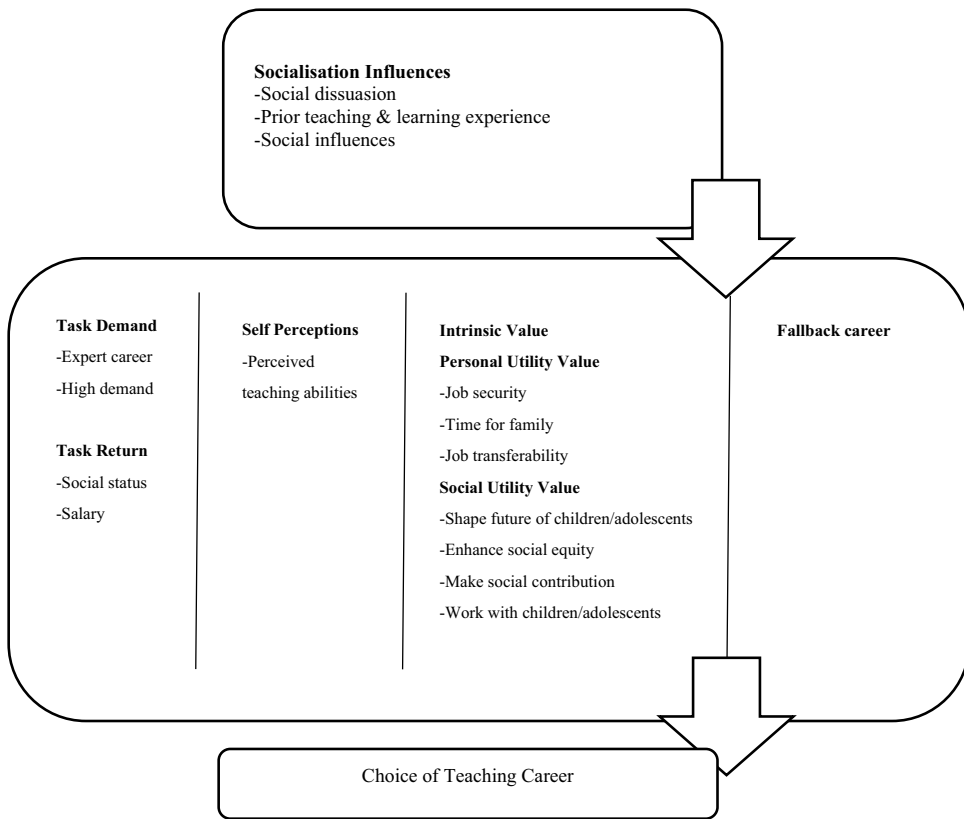 Socialisation Influences
-Social dissuasion
-Prior teaching & learning experience
-Social influences
Task Demand
-Expert career
-High demand
Task Return
-Social status
-Salary
Self Perceptions
-Perceived
teaching abilities
Intrinsic Value
Personal Utility Value
-Job security
-Time for family
-Job transferability
Social Utility Value
-Shape future of children/adolescents
-Enhance social equity
-Make social contribution
-Work with children/adolescents
Fallback career
Choice of Teaching Career